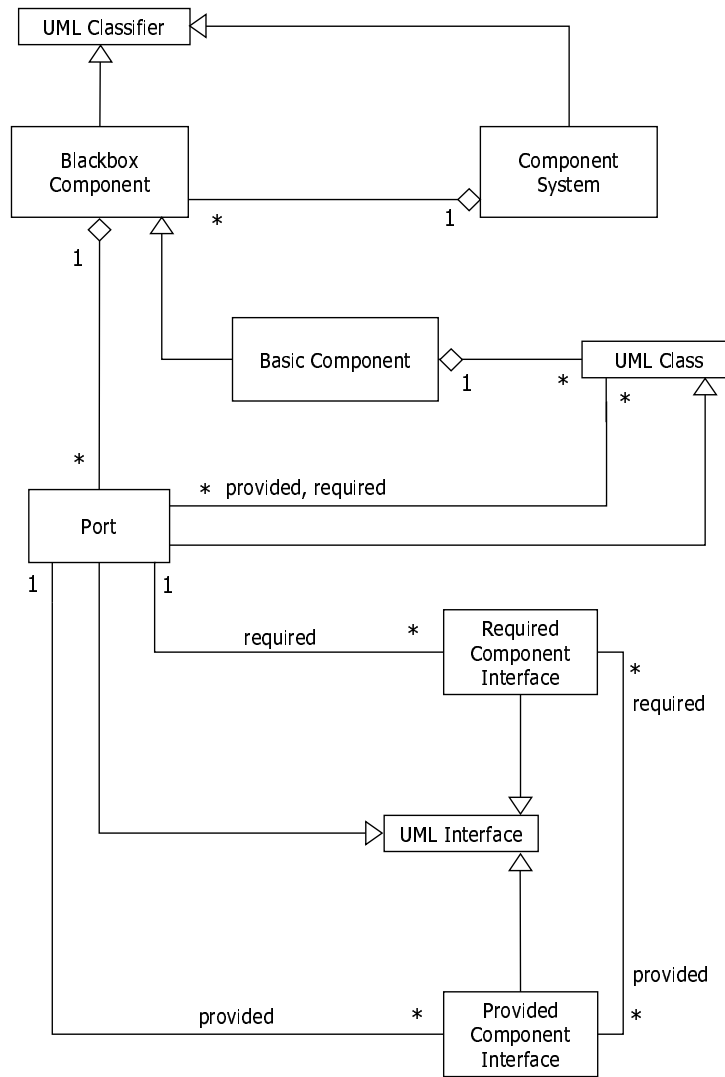 UML Classifier
Blackbox
Component
Component
System
*
1
1
Basic Component
UML Class
1
*
*
*
* provided, required
Port
1
1
required
*
Required
Component
Interface
*
required
UML Interface
provided
provided
*
*
Provided
Component
Interface